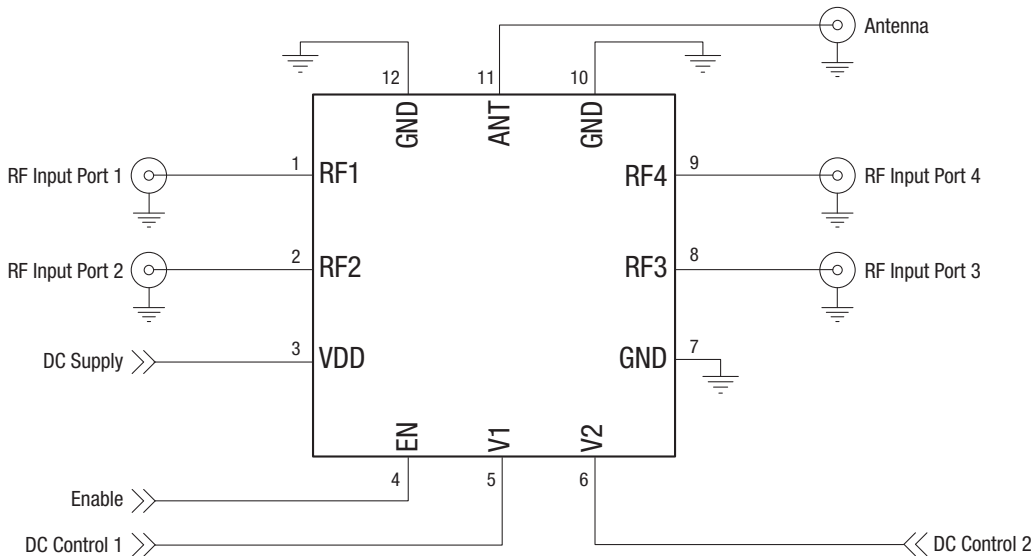 Antenna
12
11
10
GND
ANT
GND
RF Input Port 1
1
RF1
RF4
9
RF Input Port 4
RF Input Port 2
2
RF2
RF3
8
RF Input Port 3
DC Supply
3
VDD
GND
7
EN
V1
V2
4
5
6
Enable
DC Control 1
DC Control 2